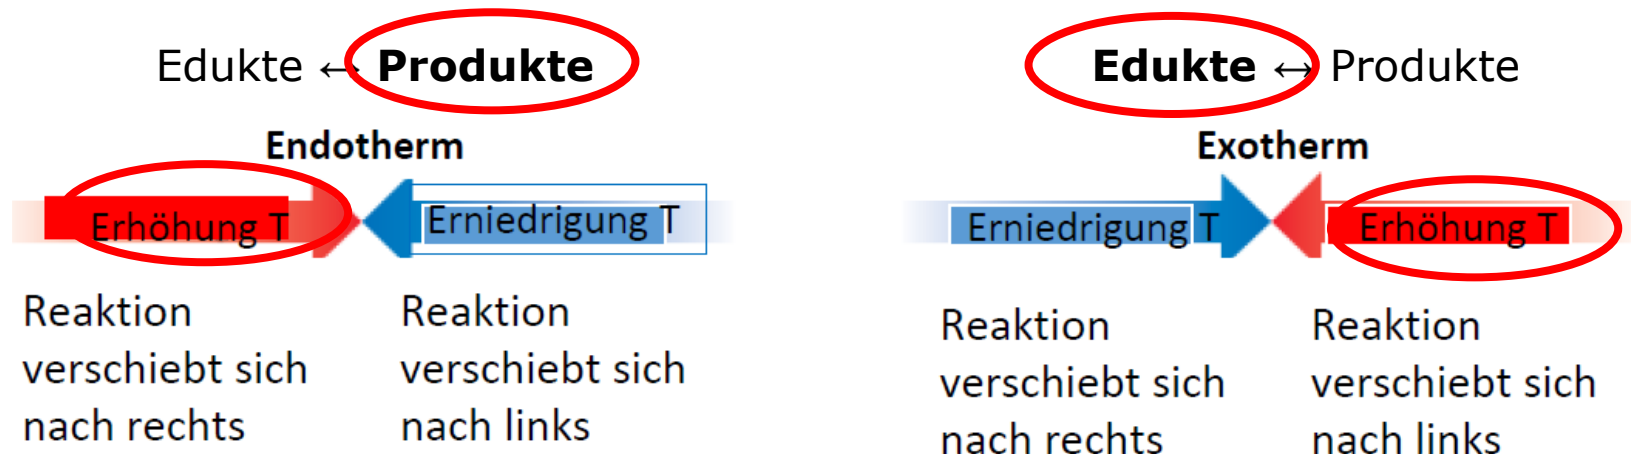 Edukte ↔ Produkte
Endotherm
Erhöhung T
Erniedrigung T
Reaktion
verschiebt sich
nach rechts
Reaktion
verschiebt sich
nach links
Edukte ↔ Produkte
Exotherm
Erniedrigung T
Erhöhung T
Reaktion
verschiebt sich
nach rechts
Reaktion
verschiebt sich
nach links